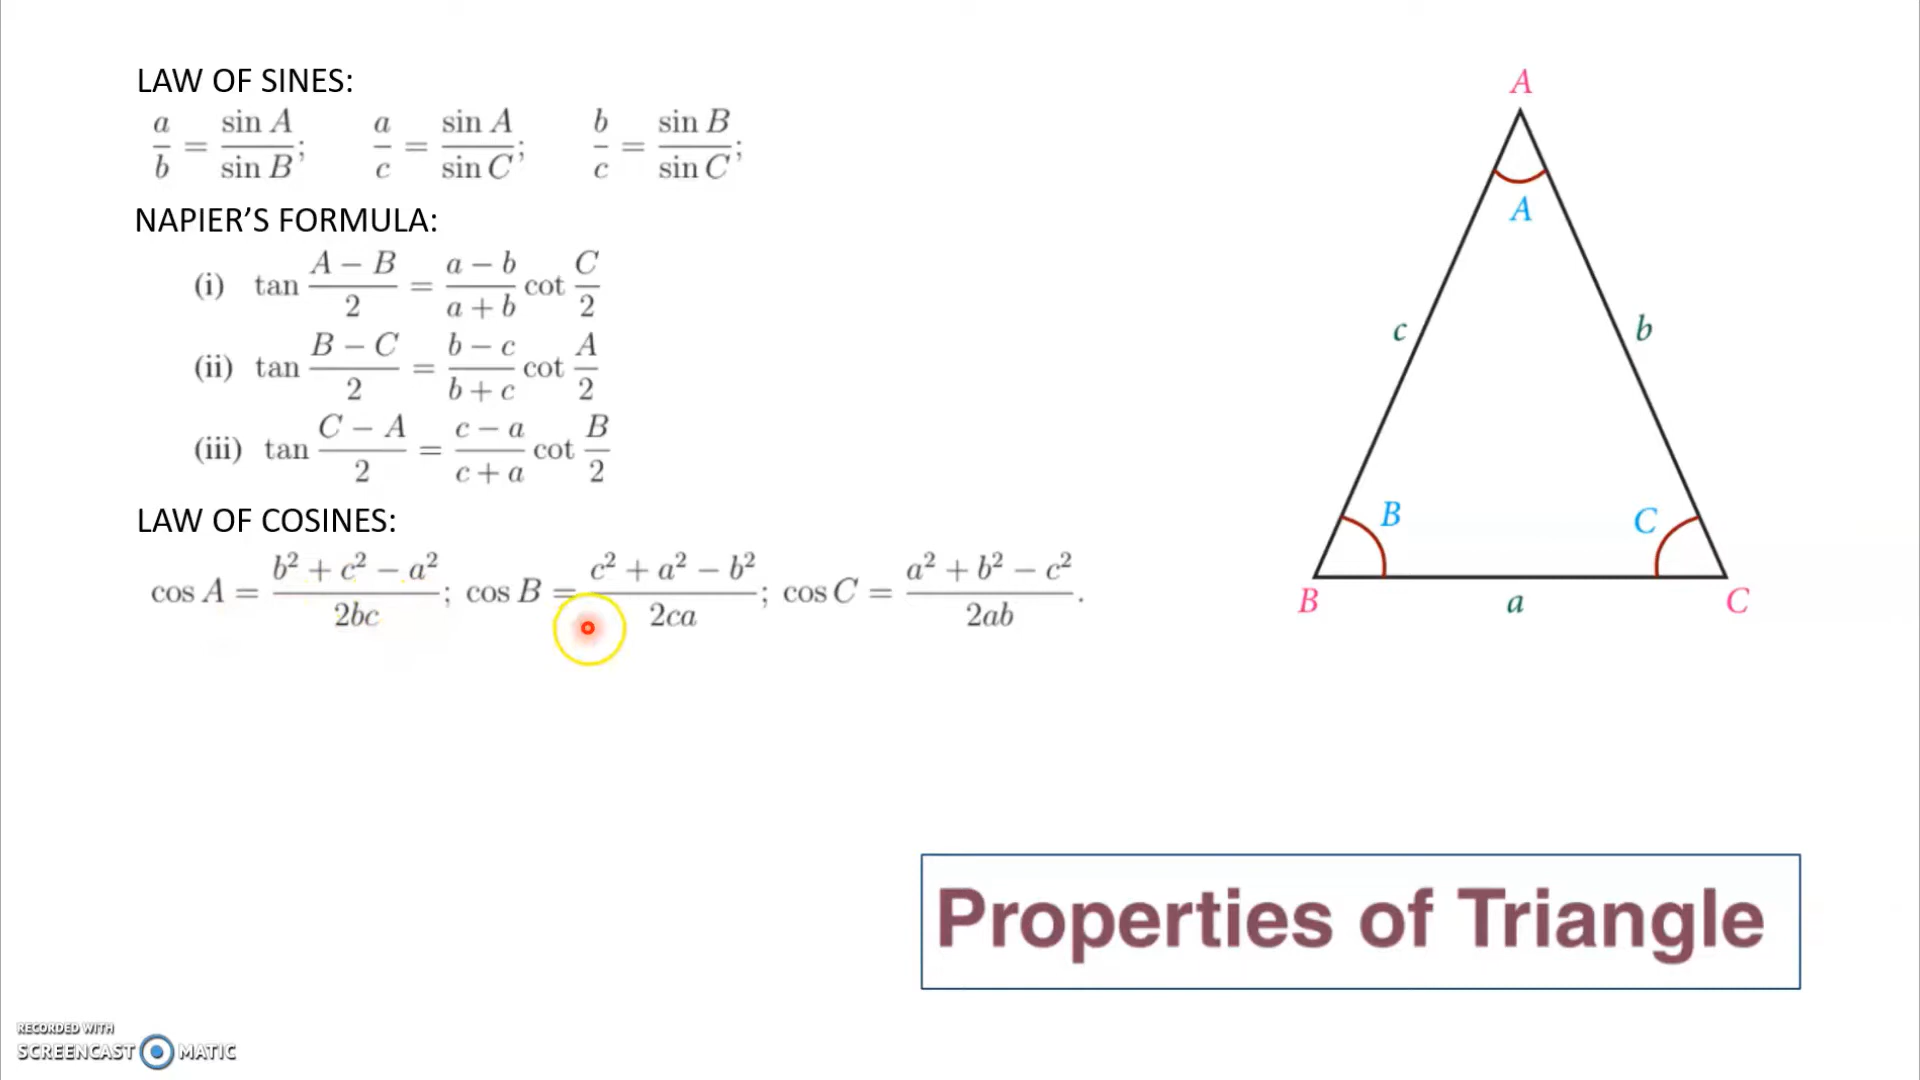 LAW OF SINES:
a/b = sin A/sin B; a/c = sin A/sin C; b/c = sin B/sin C;
NAPIER’S FORMULA:
(i) tan (A − B)/2 = (a − b)/(a + b) cot C/2
(ii) tan (B − C)/2 = (b − c)/(b + c) cot A/2
(iii) tan (C − A)/2 = (c − a)/(c + a) cot B/2
LAW OF COSINES:
cos A = (b² + c² − a²)/2bc; cos B = (c² + a² − b²)/2ca; cos C = (a² + b² − c²)/2ab.
A
A
c b
B C
B a C
Properties of Triangle
RECORDED WITH
SCREENCAST MATIC